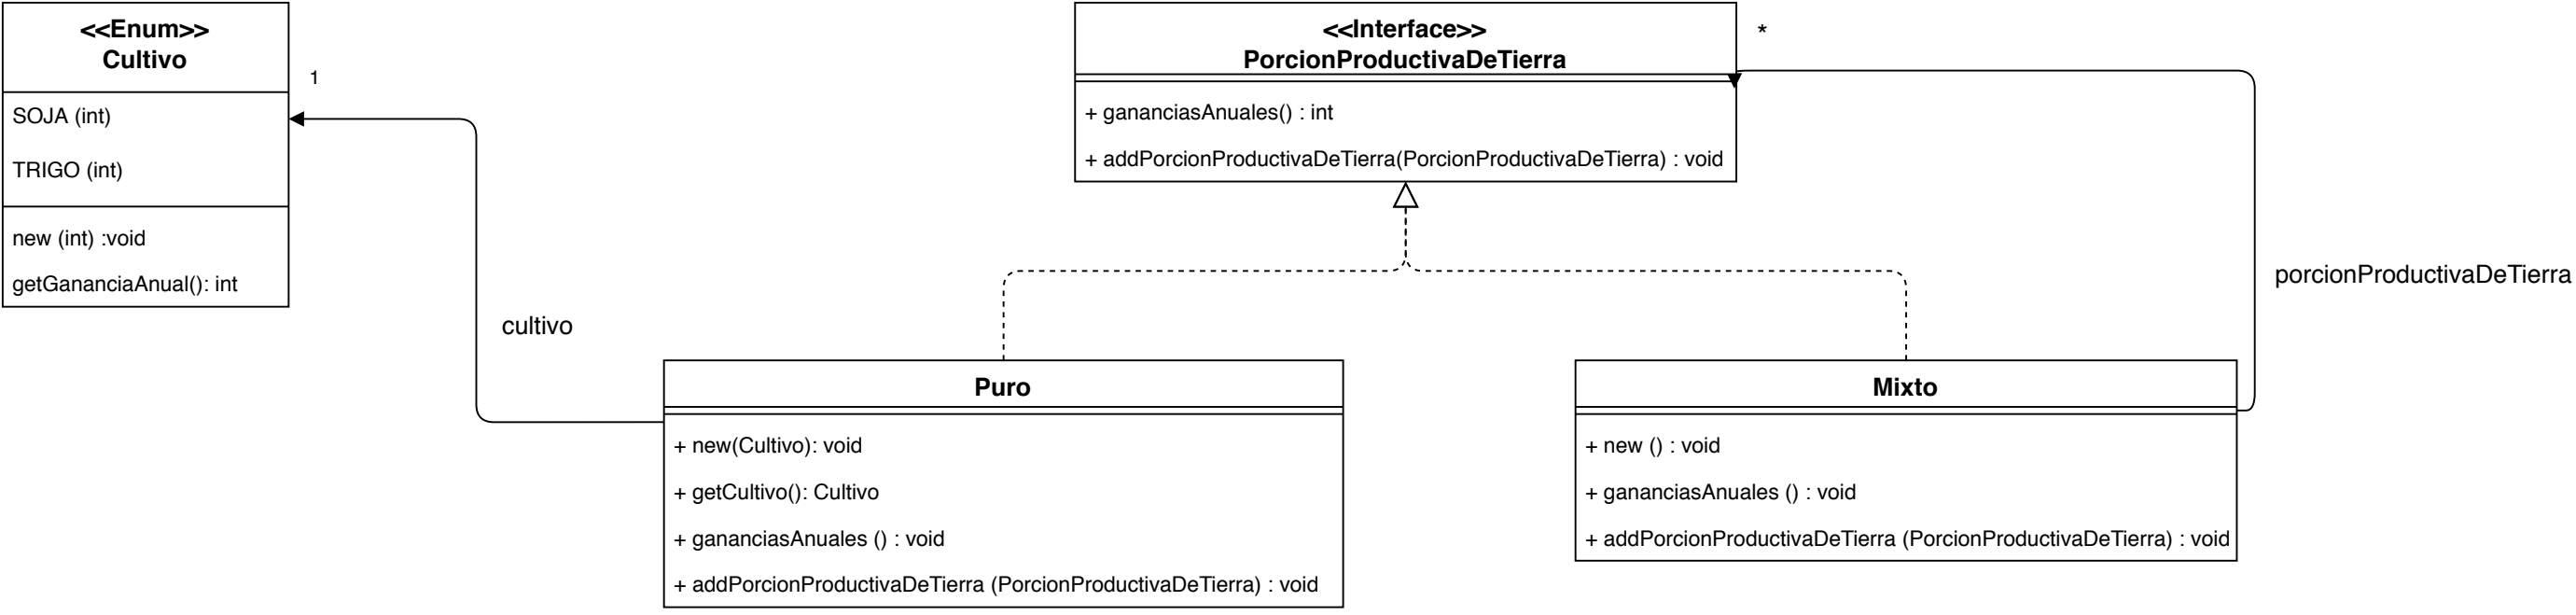 <<Enum>>
Cultivo
SOJA (int)
TRIGO (int)
new (int) :void
getGananciaAnual(): int
1
cultivo
<<Interface>>
PorcionProductivaDeTierra
+ gananciasAnuales() : int
+ addPorcionProductivaDeTierra(PorcionProductivaDeTierra) : void
*
porcionProductivaDeTierra
Puro
+ new(Cultivo): void
+ getCultivo(): Cultivo
+ gananciasAnuales () : void
+ addPorcionProductivaDeTierra (PorcionProductivaDeTierra) : void
Mixto
+ new () : void
+ gananciasAnuales () : void
+ addPorcionProductivaDeTierra (PorcionProductivaDeTierra) : void